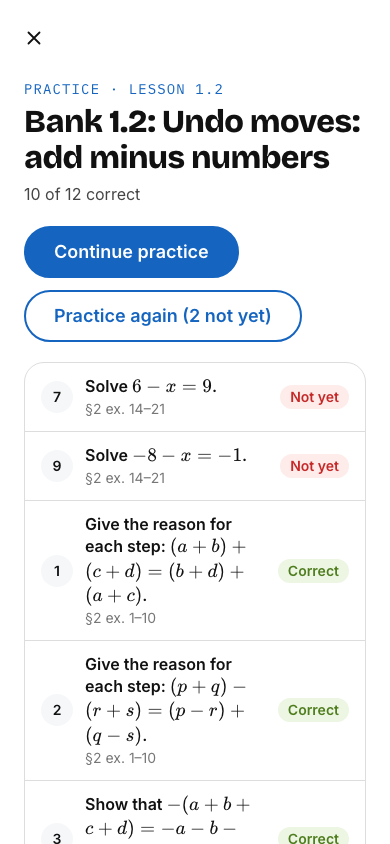 PRACTICE · LESSON 1.2
Bank 1.2: Undo moves:
add minus numbers
10 of 12 correct
Continue practice
Practice again (2 not yet)
7
Solve 6 − x = 9.
§2 ex. 14–21
Not yet
9
Solve −8 − x = −1.
§2 ex. 14–21
Not yet
1
Give the reason for
each step: (a + b) +
(c + d) = (b + d) +
(a + c).
§2 ex. 1–10
Correct
2
Give the reason for
each step: (p + q) −
(r + s) = (p − r) +
(q − s).
§2 ex. 1–10
Correct
3
Show that −(a + b +
c + d) = −a − b −
Correct